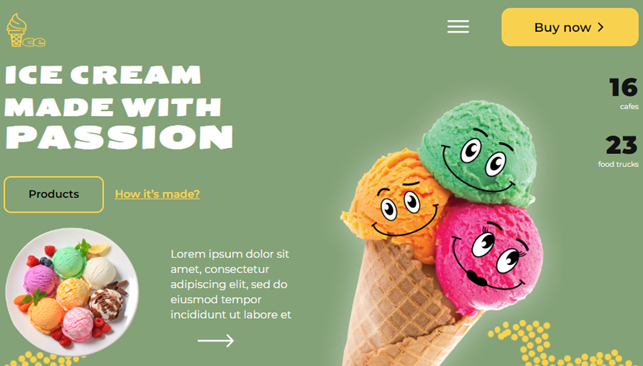 ice
Buy now
ICE CREAM
MADE WITH
PASSION
16
cafes
23
food trucks
Products
How it's made?
Lorem ipsum dolor sit
amet, consectetur
adipiscing elit, sed do
eiusmod tempor
incididunt ut labore et